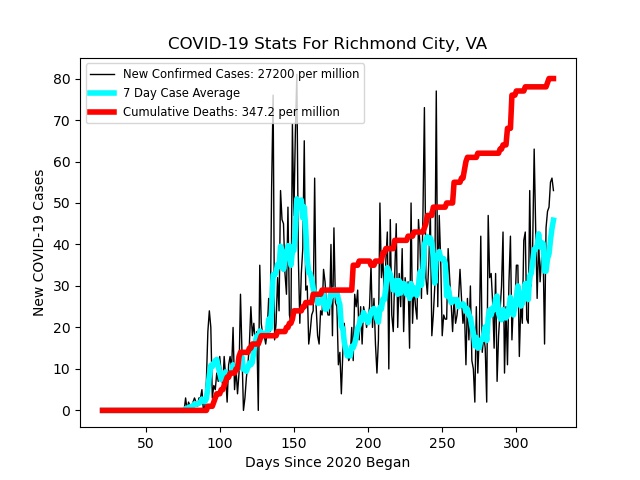 COVID-19 Stats For Richmond City, VA
New Confirmed Cases: 27200 per million
7 Day Case Average
Cumulative Deaths: 347.2 per million
New COVID-19 Cases
80
70
60
50
40
30
20
10
0
50 100 150 200 250 300
Days Since 2020 Began